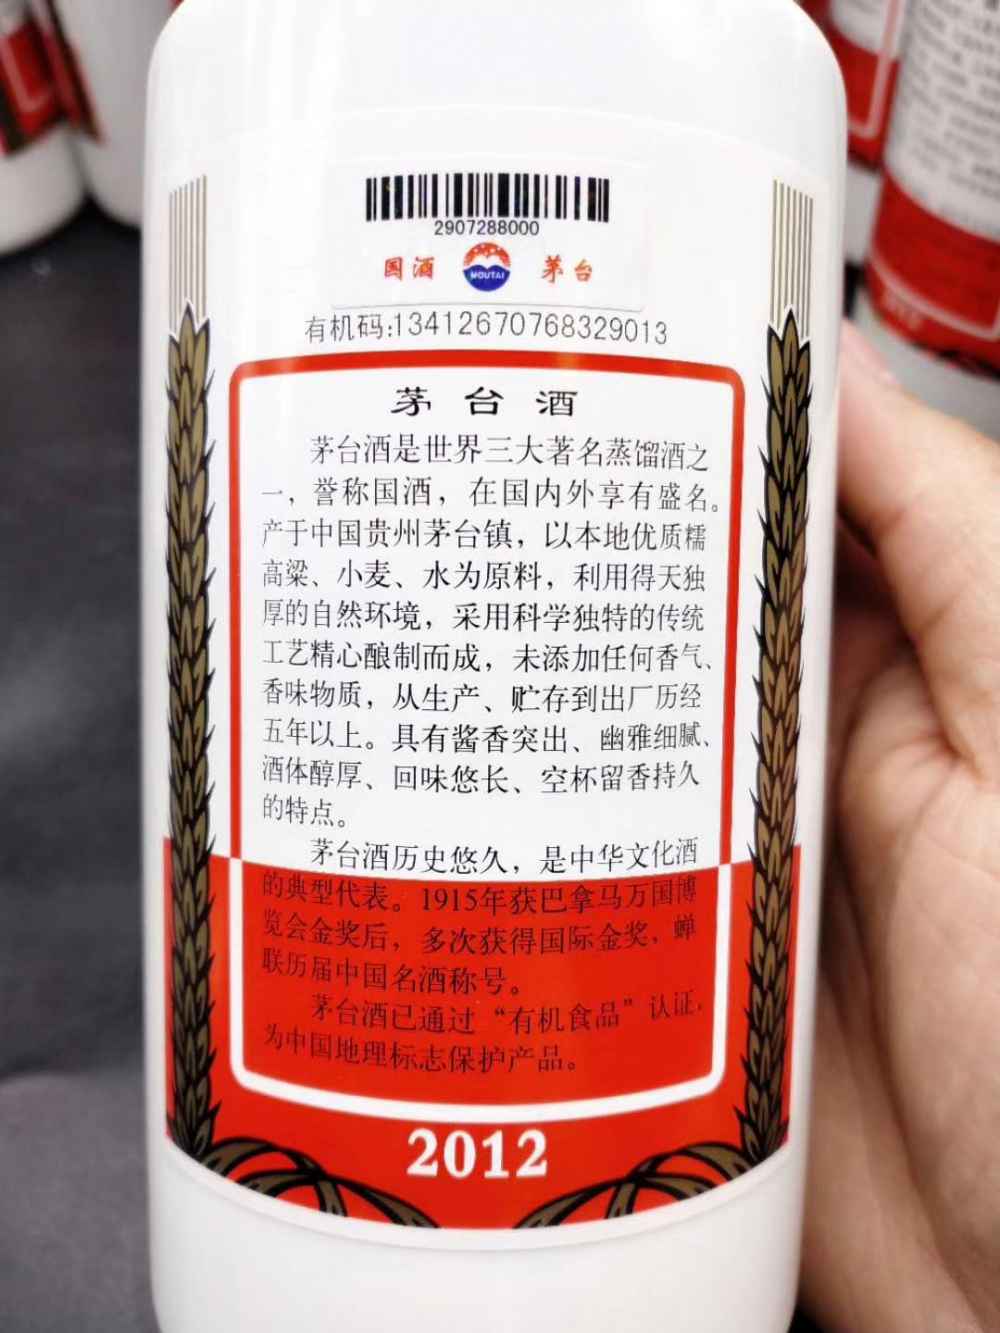 2907288000
国酒 MOUTAI 茅台
有机码:13412670768329013
茅台酒
茅台酒是世界三大著名蒸馏酒之
一，誉称国酒，在国内外享有盛名。
产于中国贵州茅台镇，以本地优质糯
高粱、小麦、水为原料，利用得天独
厚的自然环境，采用科学独特的传统
工艺精心酿制而成，未添加任何香气、
香味物质，从生产、贮存到出厂历经
五年以上。具有酱香突出、幽雅细腻、
酒体醇厚、回味悠长、空杯留香持久
的特点。
茅台酒历史悠久，是中华文化酒
的典型代表。1915年获巴拿马万国博
览会金奖后，多次获得国际金奖，蝉
联历届中国名酒称号。
茅台酒已通过“有机食品”认证，
为中国地理标志保护产品。
2012